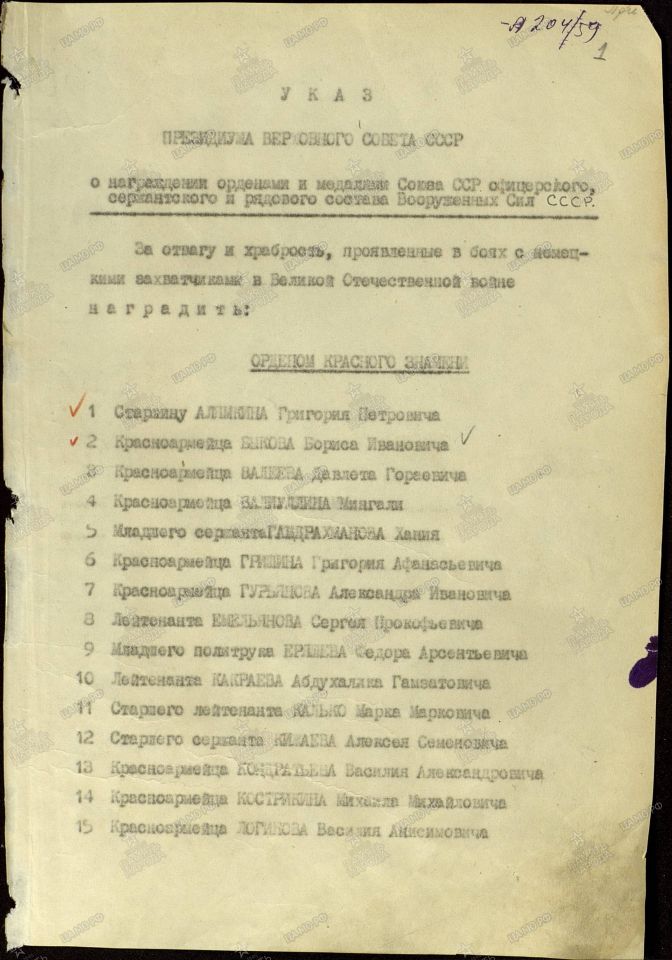 -А 204/59
1
У К А З
ПРЕЗИДИУМА ВЕРХОВНОГО СОВЕТА СССР
о награждении орденами и медалями Союза ССР офицерского,
сержантского и рядового состава Вооруженных Сил СССР.
За отвагу и храбрость, проявленные в боях с немец-
кими захватчиками в Великой Отечественной войне
н а г р а д и т ь:
ОРДЕНОМ КРАСНОГО ЗНАМЕНИ
1 Старшину Григория Петровича
2 Красноармейца БЫКОВА Бориса Ивановича
3 Красноармейца ВАЛЕЕВА Давлета Гораевича
4 Красноармейца ВАЛИУЛЛИНА Мингали
5 Младшего сержанта ГАБДРАХМАНОВА Хания
6 Красноармейца ГРИШИНА Григория Афанасьевича
7 Красноармейца ГУРЬЯНОВА Александра Ивановича
8 Лейтенанта ЕМЕЛЬЯНОВА Сергея Прокофьевича
9 Младшего политрука Федора Арсентьевича
10 Лейтенанта КАКРАЕВА Абдухалика Гамзатовича
11 Старшего лейтенанта КАЛЬКО Марка Марковича
12 Старшего сержанта Алексея Семеновича
13 Красноармейца КОНДРАТЬЕВА Василия Александровича
14 Красноармейца КОСТРИКИНА Михаила Михайловича
15 Красноармейца ЛОГИНОВА Василия Анисимовича